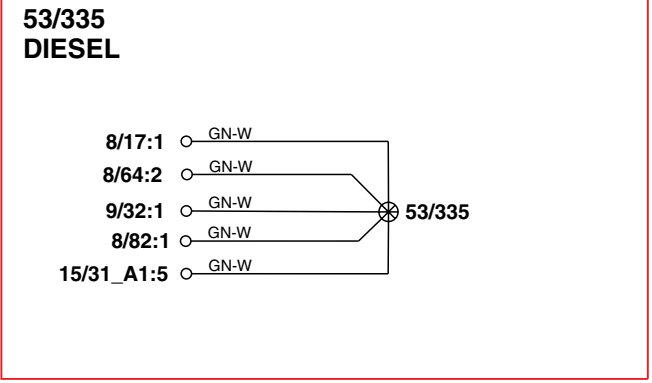 53/335
DIESEL
8/17:1 GN-W
8/64:2 GN-W
9/32:1 GN-W 53/335
8/82:1 GN-W
15/31_A1:5 GN-W